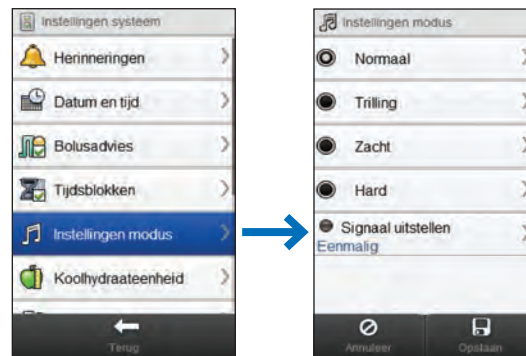 Instellingen systeem
Herinneringen
Datum en tijd
Bolusadvies
Tijdsblokken
Instellingen modus
Koolhydraateenheid
Terug
Instellingen modus
Normaal
Trilling
Zacht
Hard
Signaal uitstellen
Eenmalig
Annuleer
Opslaan